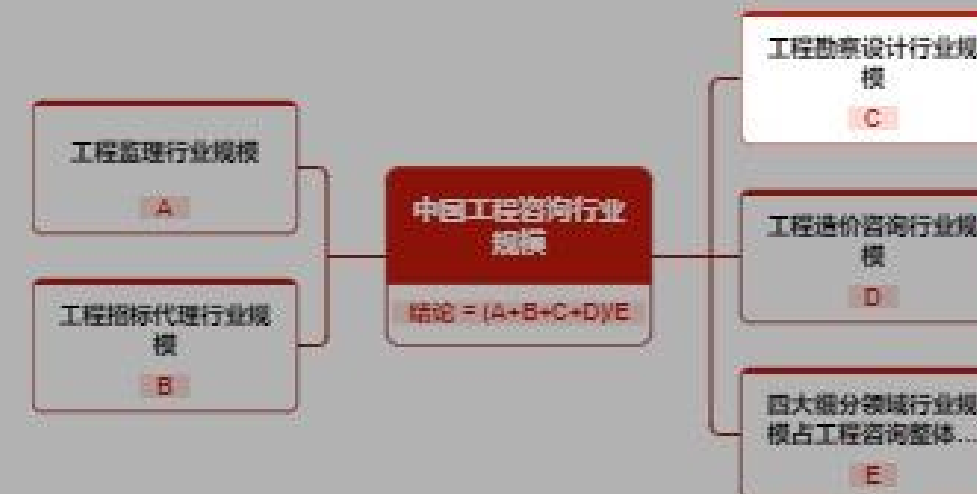 工程监理行业规模
A
工程招标代理行业规
模
B
中国工程咨询行业
规模
结论 = (A+B+C+D)/E
工程勘察设计行业规
模
C
工程造价咨询行业规
模
D
四大细分领域行业规
模占工程咨询整体...
E